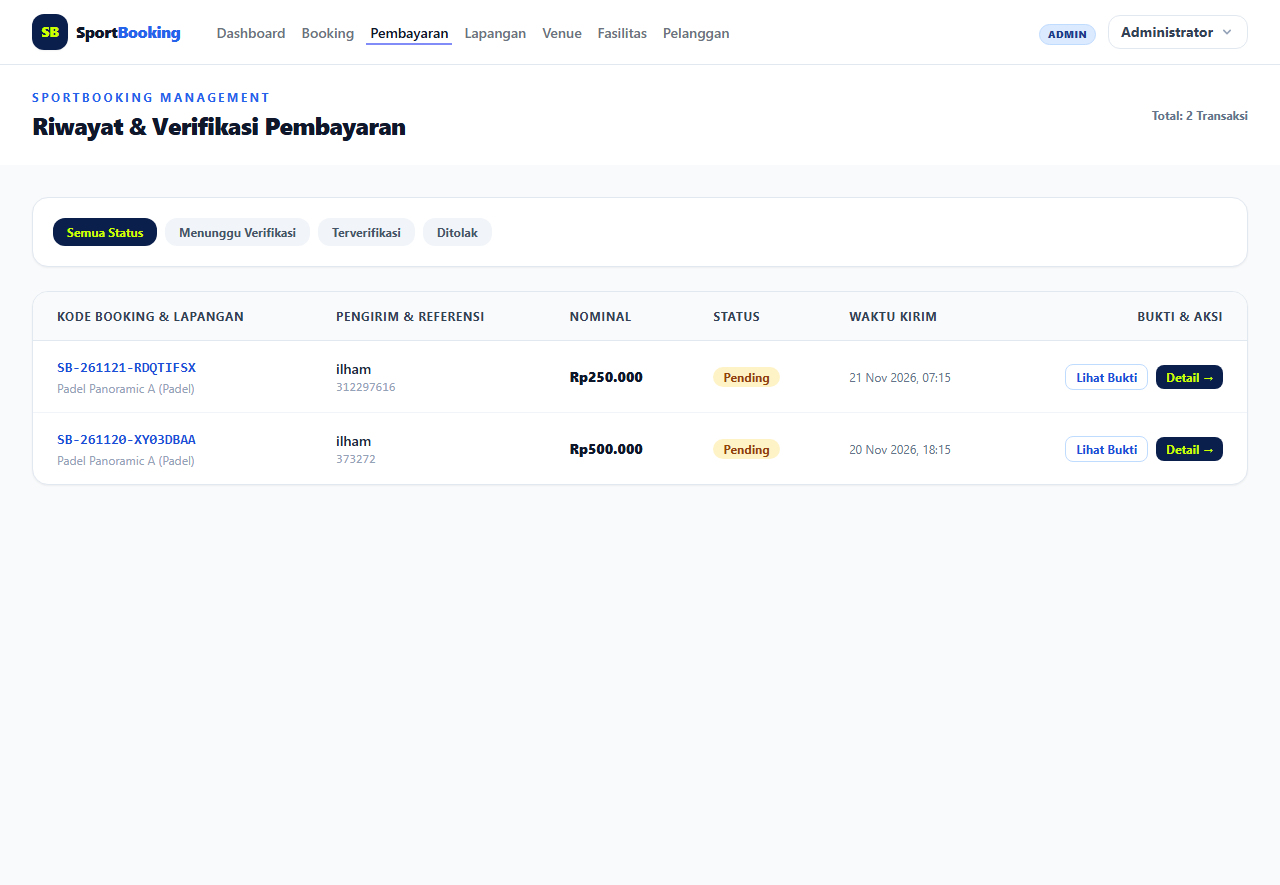 SB SportBooking Dashboard Booking Pembayaran Lapangan Venue Fasilitas Pelanggan ADMIN Administrator
SPORTBOOKING MANAGEMENT
Riwayat & Verifikasi Pembayaran
Total: 2 Transaksi
Semua Status Menunggu Verifikasi Terverifikasi Ditolak
KODE BOOKING & LAPANGAN PENGIRIM & REFERENSI NOMINAL STATUS WAKTU KIRIM BUKTI & AKSI
SB-261121-RDQTIFSX ilham Rp250.000 Pending 21 Nov 2026, 07:15 Lihat Bukti Detail →
Padel Panoramic A (Padel) 312297616
SB-261120-XY03DBAA ilham Rp500.000 Pending 20 Nov 2026, 18:15 Lihat Bukti Detail →
Padel Panoramic A (Padel) 373272